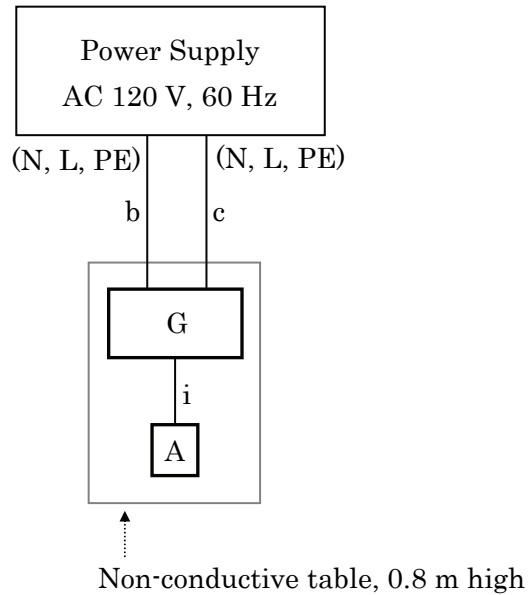 Power Supply
AC 120 V, 60 Hz
(N, L, PE) (N, L, PE)
b c
G
i
A
Non-conductive table, 0.8 m high